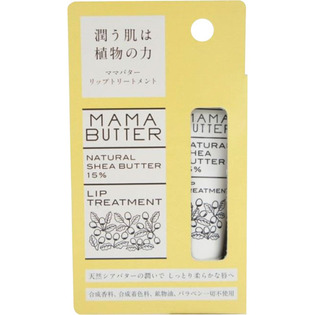 潤う肌は
植物の力
ママバター
リップトリートメント
MAMA
BUTTER
NATURAL
SHEA BUTTER
15%
LIP
TREATMENT
MAMA
BUTTER
NATURAL
SHEA BUTTER
15%
LIP
TREATMENT
天然シアバターの潤いで しっとり柔らかな唇へ
合成香料、合成着色料、鉱物油、パラベン一切不使用